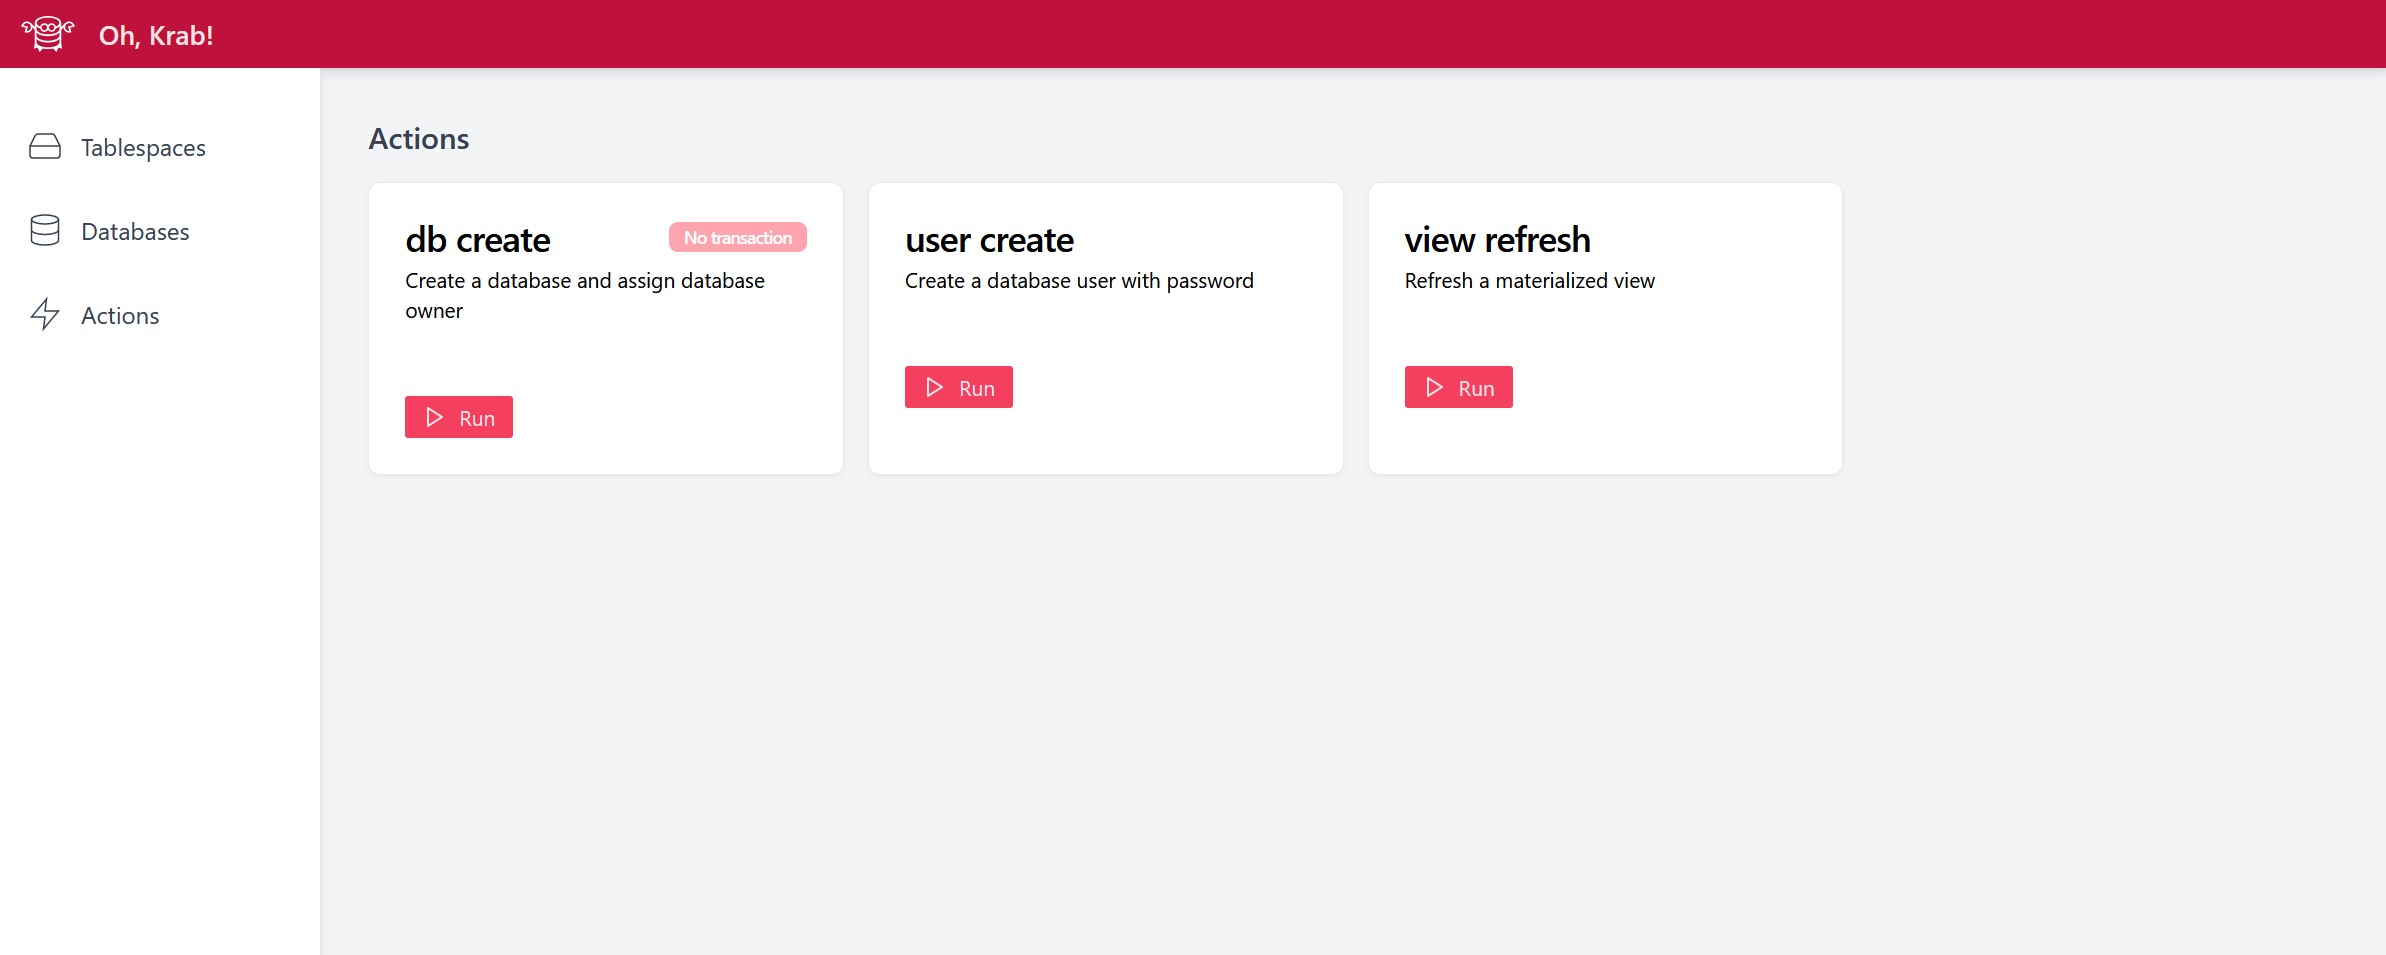 Oh, Krab!
Tablespaces
Databases
Actions
Actions
db create
No transaction
Create a database and assign database
owner
Run
user create
Create a database user with password
Run
view refresh
Refresh a materialized view
Run